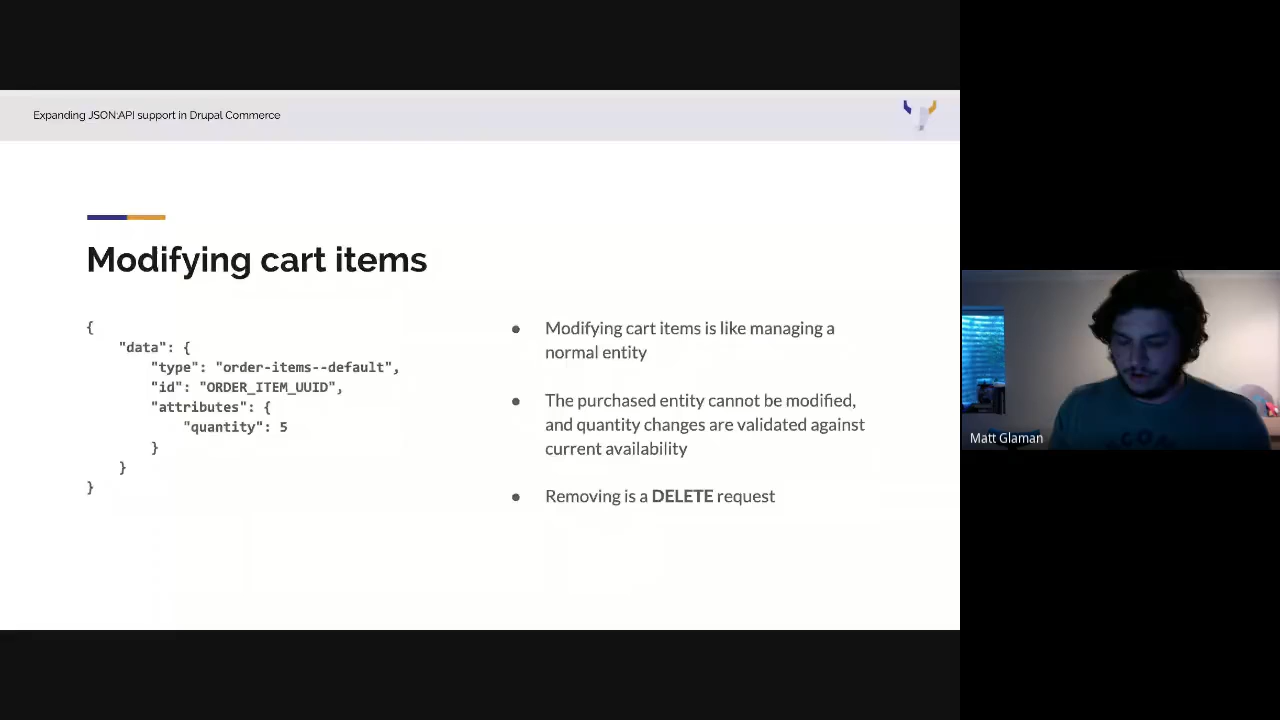 Expanding JSON:API support in Drupal Commerce
Modifying cart items
{
    "data": {
        "type": "order-items--default",
        "id": "ORDER_ITEM_UUID",
        "attributes": {
            "quantity": 5
        }
    }
}
● Modifying cart items is like managing a
normal entity
● The purchased entity cannot be modified,
and quantity changes are validated against
current availability
● Removing is a DELETE request
Matt Glaman